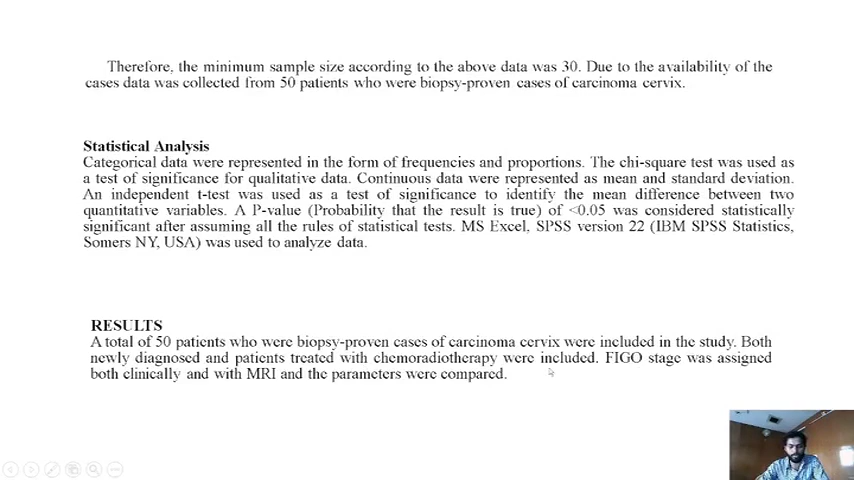 Therefore, the minimum sample size according to the above data was 30. Due to the availability of the
cases data was collected from 50 patients who were biopsy-proven cases of carcinoma cervix.
Statistical Analysis
Categorical data were represented in the form of frequencies and proportions. The chi-square test was used as
a test of significance for qualitative data. Continuous data were represented as mean and standard deviation.
An independent t-test was used as a test of significance to identify the mean difference between two
quantitative variables. A P-value (Probability that the result is true) of <0.05 was considered statistically
significant after assuming all the rules of statistical tests. MS Excel, SPSS version 22 (IBM SPSS Statistics,
Somers NY, USA) was used to analyze data.
RESULTS
A total of 50 patients who were biopsy-proven cases of carcinoma cervix were included in the study. Both
newly diagnosed and patients treated with chemoradiotherapy were included. FIGO stage was assigned
both clinically and with MRI and the parameters were compared.